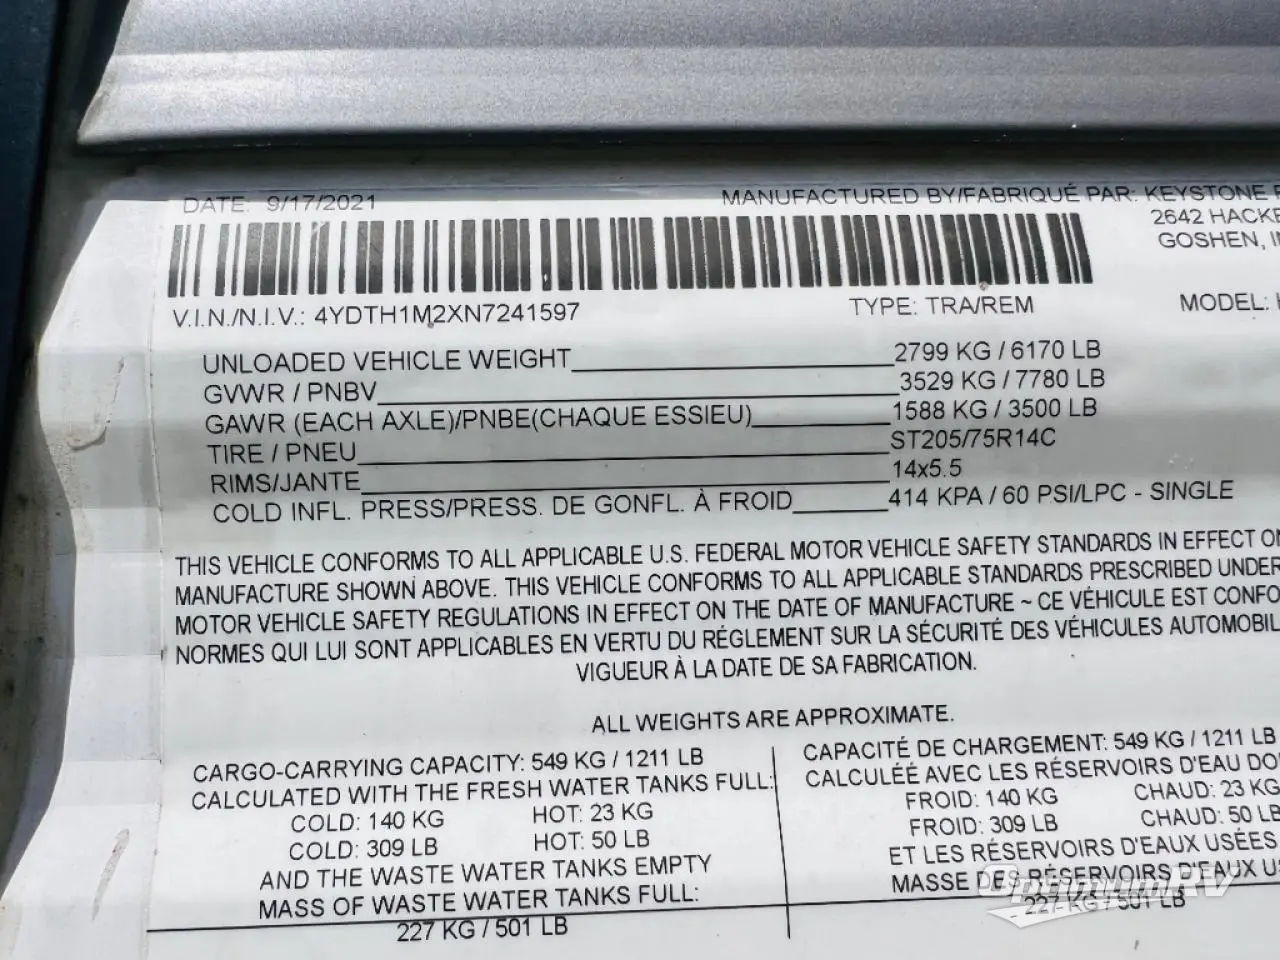 DATE: 9/17/2021
MANUFACTURED BY/FABRIQUÉ PAR: KEYSTONE
2642
GOSHEN,
V.I.N./N.I.V.: 4YDTH1M2XN7241597
TYPE: TRA/REM
MODEL:
UNLOADED VEHICLE WEIGHT 2799 KG / 6170 LB
GVWR / PNBV 3529 KG / 7780 LB
GAWR (EACH AXLE)/PNBE(CHAQUE ESSIEU) 1588 KG / 3500 LB
TIRE / PNEU ST205/75R14C
RIMS/JANTE 14x5.5
COLD INFL. PRESS/PRESS. DE GONFL. À FROID 414 KPA / 60 PSI/LPC - SINGLE
THIS VEHICLE CONFORMS TO ALL APPLICABLE U.S. FEDERAL MOTOR VEHICLE SAFETY STANDARDS IN EFFECT
MANUFACTURE SHOWN ABOVE. THIS VEHICLE CONFORMS TO ALL APPLICABLE STANDARDS PRESCRIBED UNDER
MOTOR VEHICLE SAFETY REGULATIONS IN EFFECT ON THE DATE OF MANUFACTURE ~ CE VÉHICULE EST
NORMES QUI LUI SONT APPLICABLES EN VERTU DU RÉGLEMENT SUR LA SÉCURITÉ DES VÉHICULES
VIGUEUR À LA DATE DE SA FABRICATION.
ALL WEIGHTS ARE APPROXIMATE.
CARGO-CARRYING CAPACITY: 549 KG / 1211 LB
CALCULATED WITH THE FRESH WATER TANKS FULL:
COLD: 140 KG HOT: 23 KG
COLD: 309 LB HOT: 50 LB
AND THE WASTE WATER TANKS EMPTY
MASS OF WASTE WATER TANKS FULL:
227 KG / 501 LB
CAPACITÉ DE CHARGEMENT: 549 KG / 1211 LB
CALCULÉE AVEC LES RÉSERVOIRS D'EAU
FROID: 140 KG CHAUD: 23 KG
FROID: 309 LB CHAUD: 50 LB
ET LES RÉSERVOIRS D'EAUX USÉES
MASSE DES RÉSERVOIRS D'EAUX
- 227 KG / 501 LB
OptimumRV